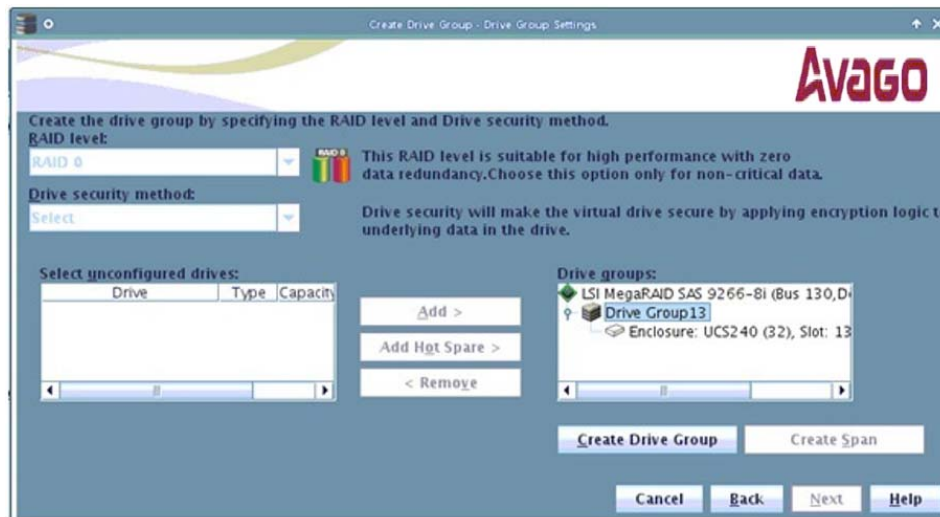 Create Drive Group - Drive Group Settings
AVAGO
Create the drive group by specifying the RAID level and Drive security method.
RAID level:
RAID 0
RAID 0
This RAID level is suitable for high performance with zero
data redundancy.Choose this option only for non-critical data.
Drive security method:
Select
Drive security will make the virtual drive secure by applying encryption logic t
underlying data in the drive.
Select unconfigured drives:
Drive Type Capacity
Add >
Add Hot Spare >
< Remove
Drive groups:
LSI MegaRAID SAS 9266-8i (Bus 130,D
Drive Group13
Enclosure: UCS240 (32), Slot: 13
Create Drive Group
Create Span
Cancel
Back
Next
Help